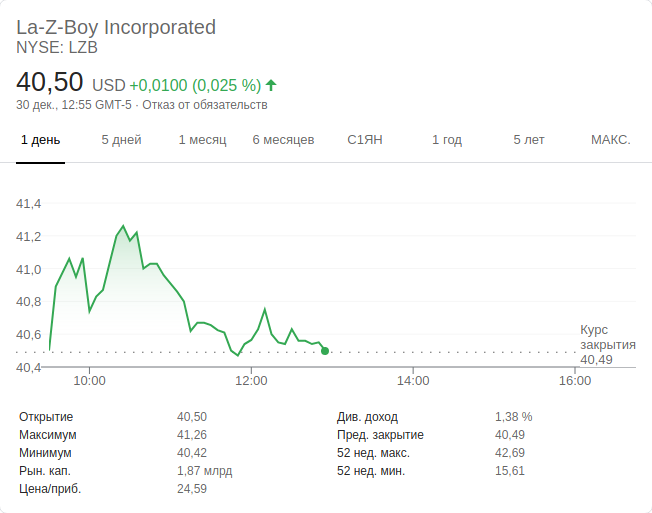 La-Z-Boy Incorporated
NYSE: LZB
40,50 USD +0,0100 (0,025 %)
30 дек., 12:55 GMT-5 · Отказ от обязательств
1 день 5 дней 1 месяц 6 месяцев С1ЯН 1 год 5 лет МАКС.
41,4
41,2
41,0
40,8
40,6
40,4
Курс
закрытия
40,49
10:00 12:00 14:00 16:00
Открытие 40,50 Див. доход 1,38 %
Максимум 41,26 Пред. закрытие 40,49
Минимум 40,42 52 нед. макс. 42,69
Рын. кап. 1,87 млрд 52 нед. мин. 15,61
Цена/приб. 24,59